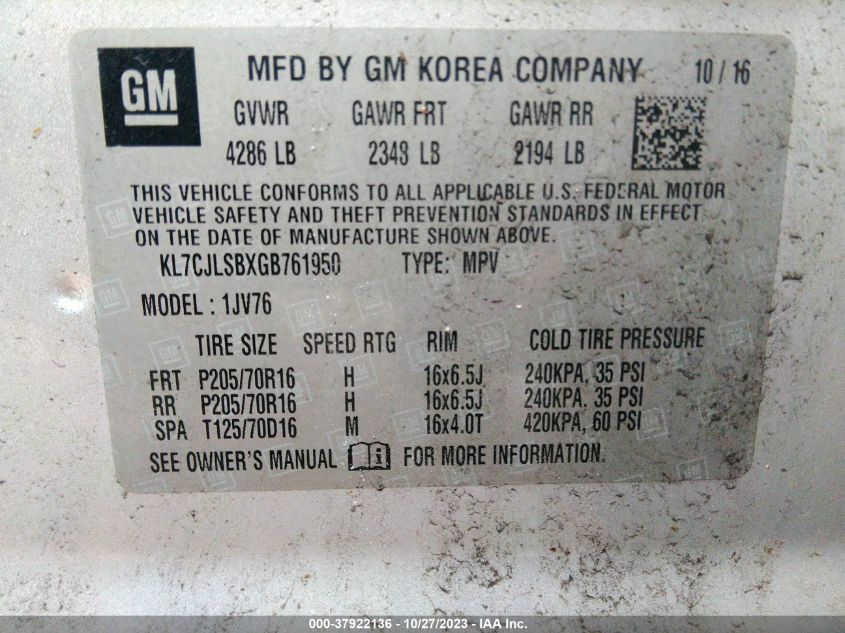 GM
MFD BY GM KOREA COMPANY 10/16
GVWR GAWR FRT GAWR RR
4286 LB 2348 LB 2194 LB
THIS VEHICLE CONFORMS TO ALL APPLICABLE U.S. FEDERAL MOTOR
VEHICLE SAFETY AND THEFT PREVENTION STANDARDS IN EFFECT
ON THE DATE OF MANUFACTURE SHOWN ABOVE.
KL7CJLSBXGB761950 TYPE: MPV
MODEL : 1JV76
TIRE SIZE SPEED RTG RIM COLD TIRE PRESSURE
FRT P205/70R16 H 16x6.5J 240KPA, 35 PSI
RR P205/70R16 H 16x6.5J 240KPA, 35 PSI
SPA T125/70D16 M 16x4.0T 420KPA, 60 PSI
SEE OWNER'S MANUAL FOR MORE INFORMATION.
000-37922136 - 10/27/2023 - IAA Inc.